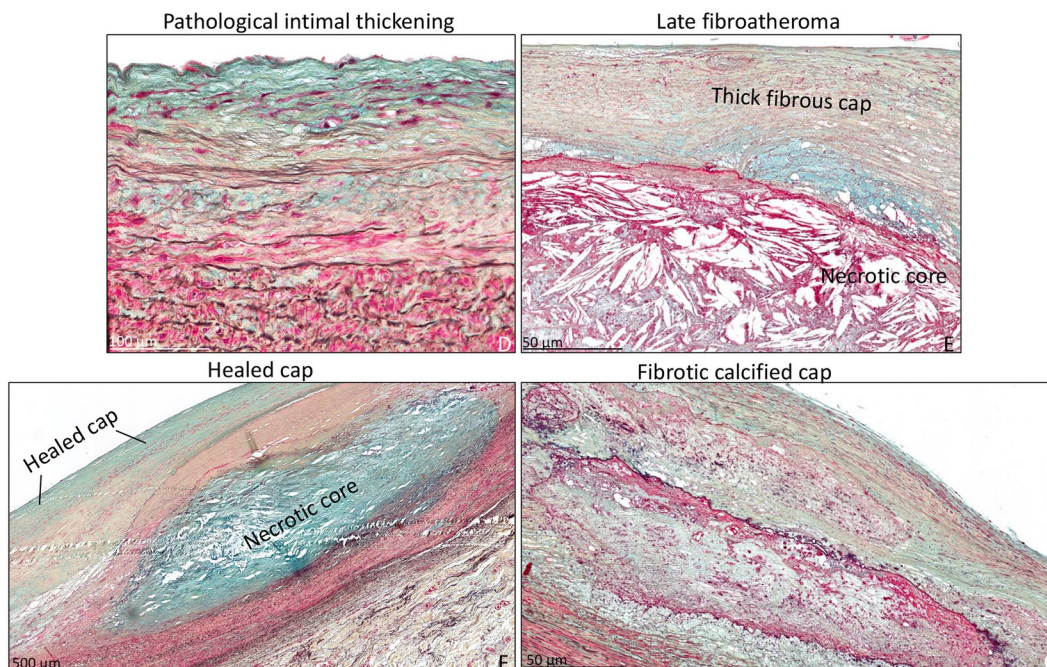 Pathological intimal thickening
Late fibroatheroma
Thick fibrous cap
Necrotic core
100 μm
D
50 μm
E
Healed cap
Fibrotic calcified cap
Healed cap
Necrotic core
500 μm
F
50 μm